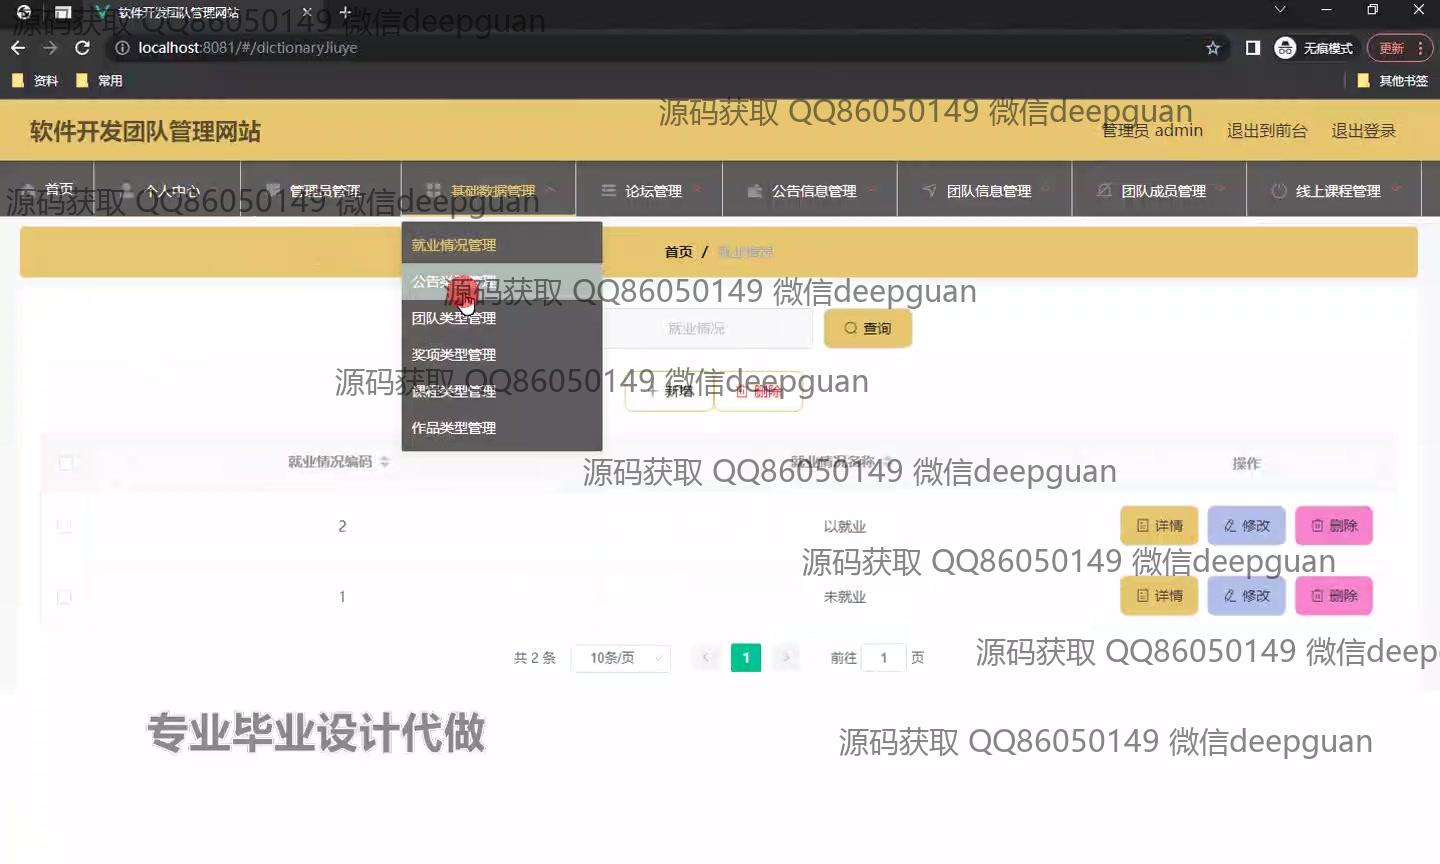 软件开发团队管理网站
源码获取 QQ86050149 微信deepguan
localhost:8081/#/dictionaryJiuye
无痕模式
更新
资料
常用
其他书签
软件开发团队管理网站
源码获取 QQ86050149 微信deepguan
管理员 admin
退出到前台
退出登录
首页
个人中心
管理员管理
基础数据管理
论坛管理
公告信息管理
团队信息管理
团队成员管理
线上课程管理
源码获取 QQ86050149 微信deepguan
首页 / 就业情况
就业情况管理
公告类型管理
团队类型管理
奖项类型管理
课程类型管理
作品类型管理
源码获取 QQ86050149 微信deepguan
就业情况
查询
源码获取 QQ86050149 微信deepguan
新增
删除
就业情况编码
就业情况名称
操作
源码获取 QQ86050149 微信deepguan
2
以就业
详情
修改
删除
源码获取 QQ86050149 微信deepguan
1
未就业
详情
修改
删除
共 2 条
10条/页
1
前往 1 页
源码获取 QQ86050149 微信deep
专业毕业设计代做
源码获取 QQ86050149 微信deepguan